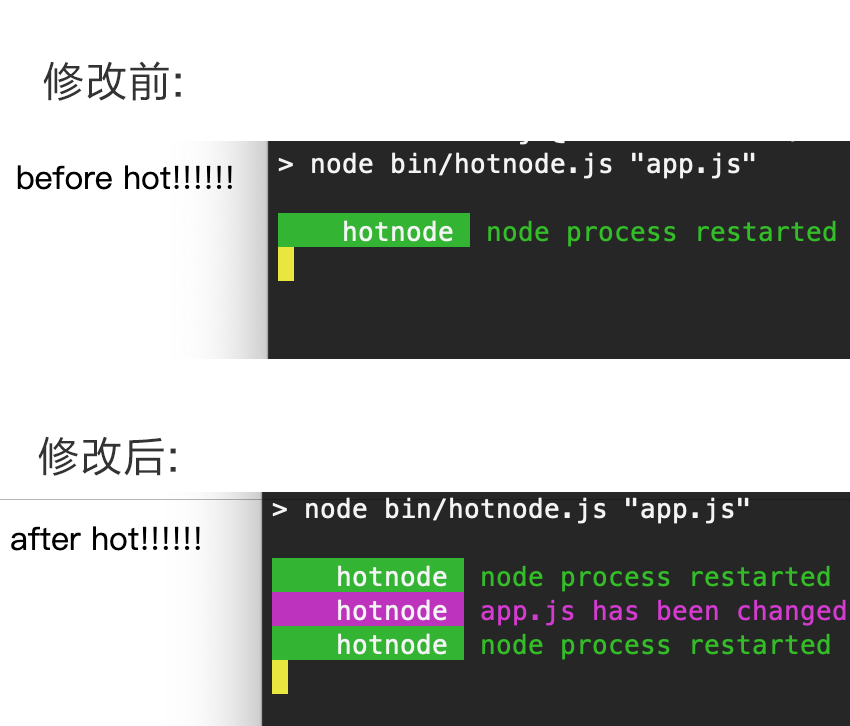 修改前:
before hot!!!!!!
> node bin/hotnode.js "app.js"
hotnode node process restarted
修改后:
after hot!!!!!!
> node bin/hotnode.js "app.js"
hotnode node process restarted
hotnode app.js has been changed
hotnode node process restarted